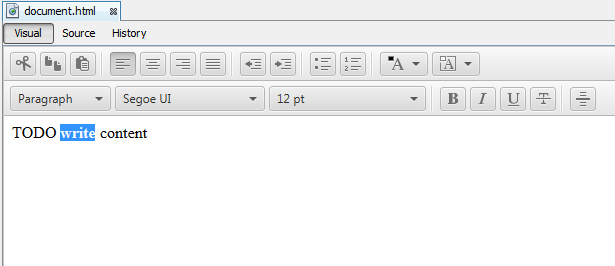 document.html
Visual Source History
A A
Paragraph Segoe UI 12 pt B I U T
TODO write content